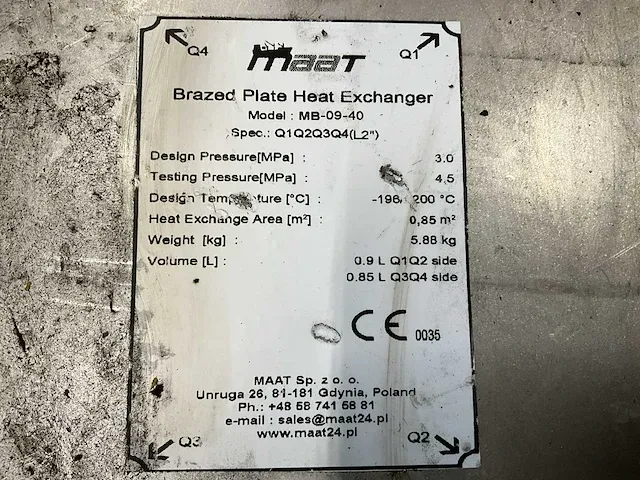 Q4 maaT Q1
Brazed Plate Heat Exchanger
Model : MB-09-40
Spec.: Q1Q2Q3Q4(L2")
Design Pressure[MPa] : 3.0
Testing Pressure[MPa] : 4.5
Design [°C] : -196/ 200 °C
Heat Exchange Area [m²] : 0,85 m²
Weight [kg] : 5.88 kg
Volume [L] : 0.9 L Q1Q2 side
0.85 L Q3Q4 side
CE 0035
MAAT Sp. z o. o.
Unruga 26, 81-181 Gdynia, Poland
Ph.: +48 58 741 58 81
e-mail : sales@maat24.pl
www.maat24.pl
Q3 Q2